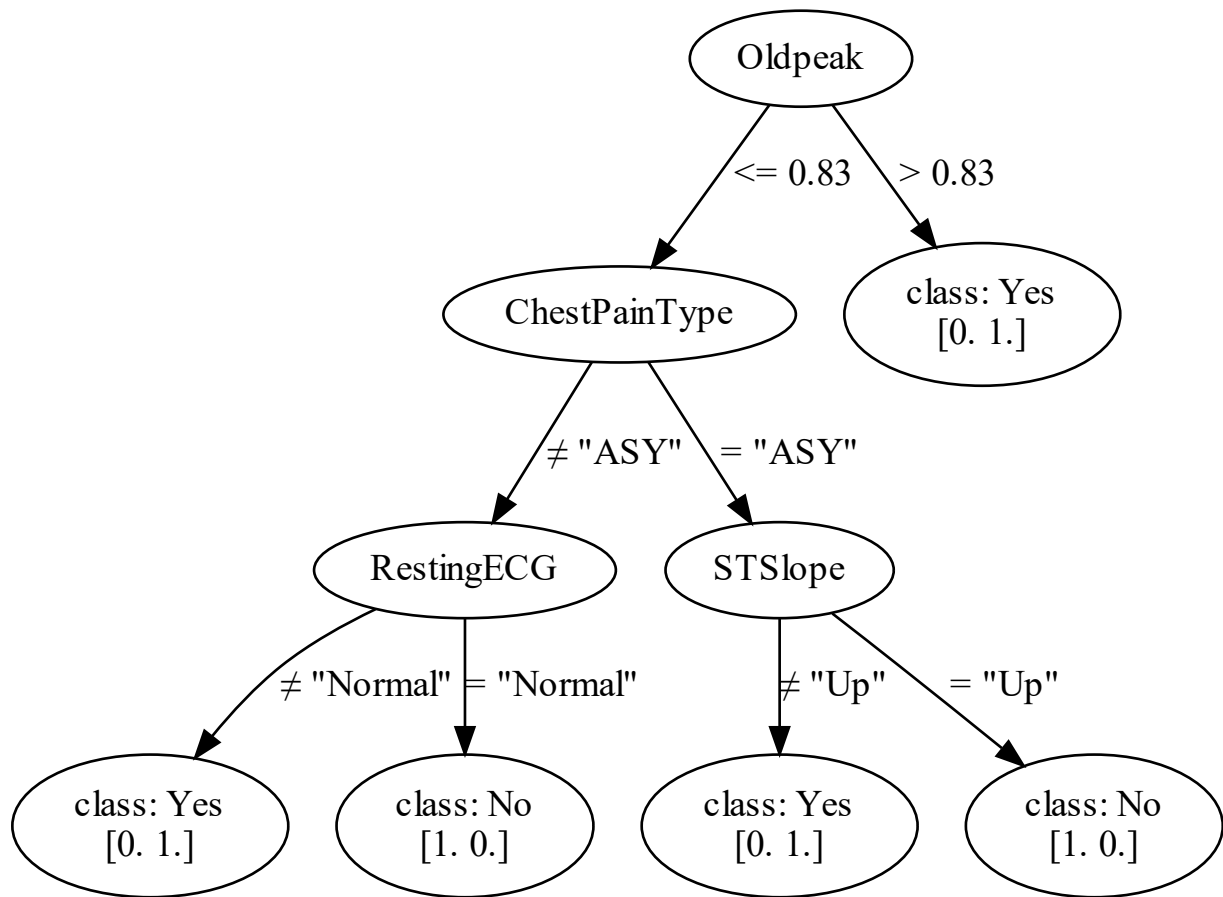 Oldpeak
<= 0.83
> 0.83
ChestPainType
class: Yes
[0. 1.]
≠ "ASY"
= "ASY"
RestingECG
STSlope
≠ "Normal"
= "Normal"
≠ "Up"
= "Up"
class: Yes
[0. 1.]
class: No
[1. 0.]
class: Yes
[0. 1.]
class: No
[1. 0.]